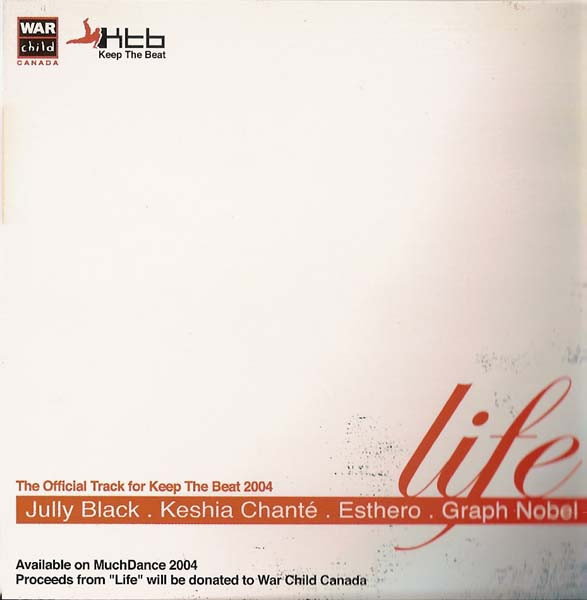 WAR
child
CANADA
ktb
Keep The Beat
life
The Official Track for Keep The Beat 2004
Jully Black . Keshia Chanté . Esthero . Graph Nobel
Available on MuchDance 2004
Proceeds from "Life" will be donated to War Child Canada